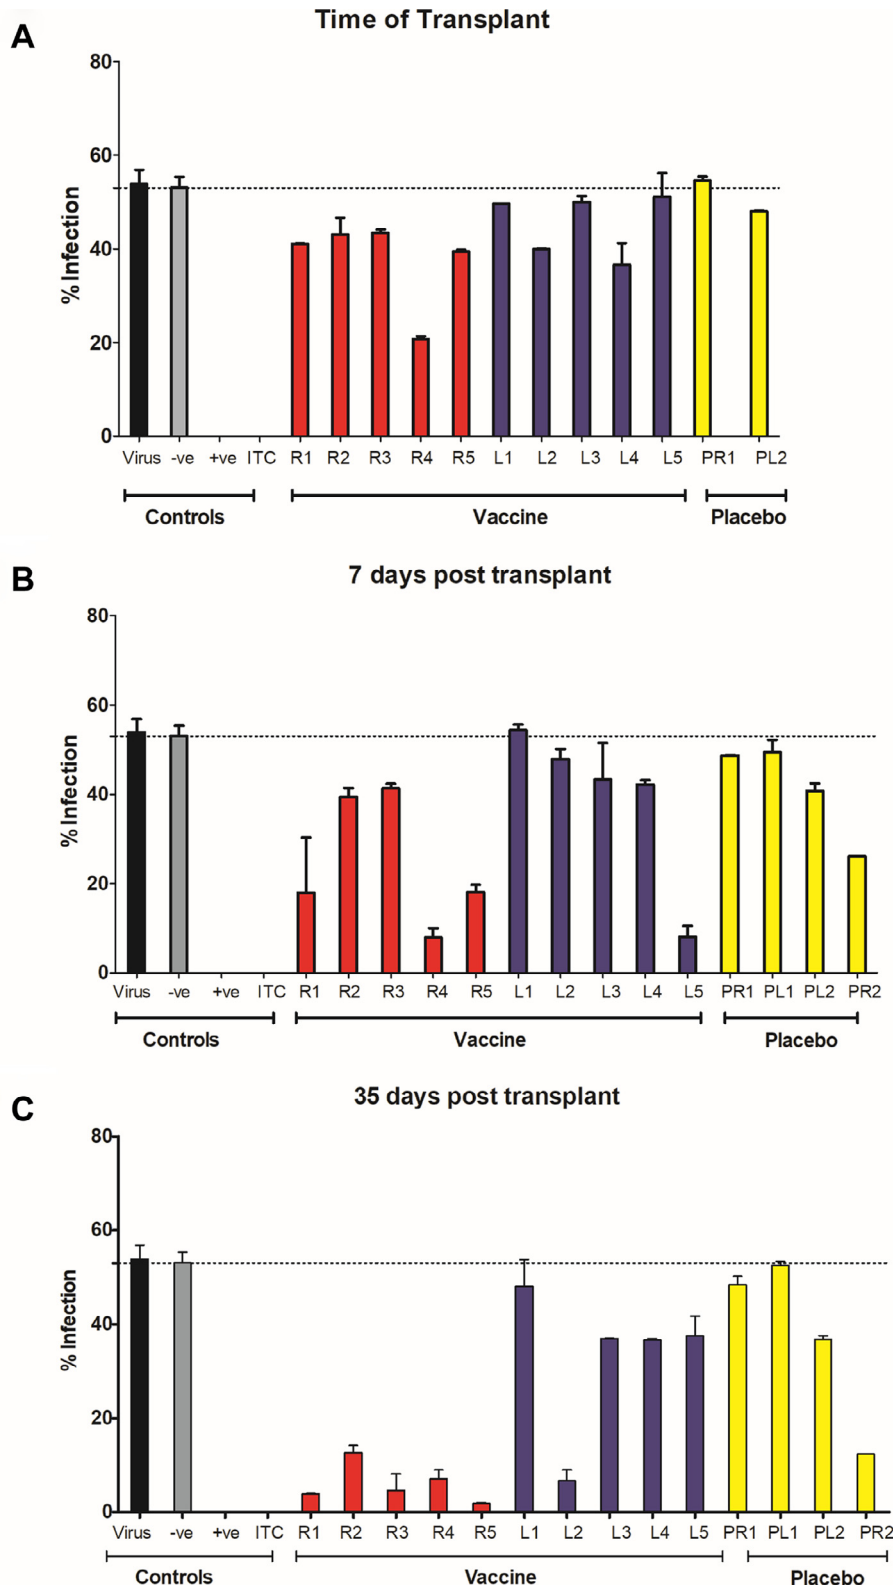 A
Time of Transplant
80
60
40
20
0
% Infection
Virus -ve +ve ITC R1 R2 R3 R4 R5 L1 L2 L3 L4 L5 PR1 PL2
Controls Vaccine Placebo
B
7 days post transplant
80
60
40
20
0
% Infection
Virus -ve +ve ITC R1 R2 R3 R4 R5 L1 L2 L3 L4 L5 PR1 PL1 PL2 PR2
Controls Vaccine Placebo
C
35 days post transplant
80
60
40
20
0
% Infection
Virus -ve +ve ITC R1 R2 R3 R4 R5 L1 L2 L3 L4 L5 PR1 PL1 PL2 PR2
Controls Vaccine Placebo